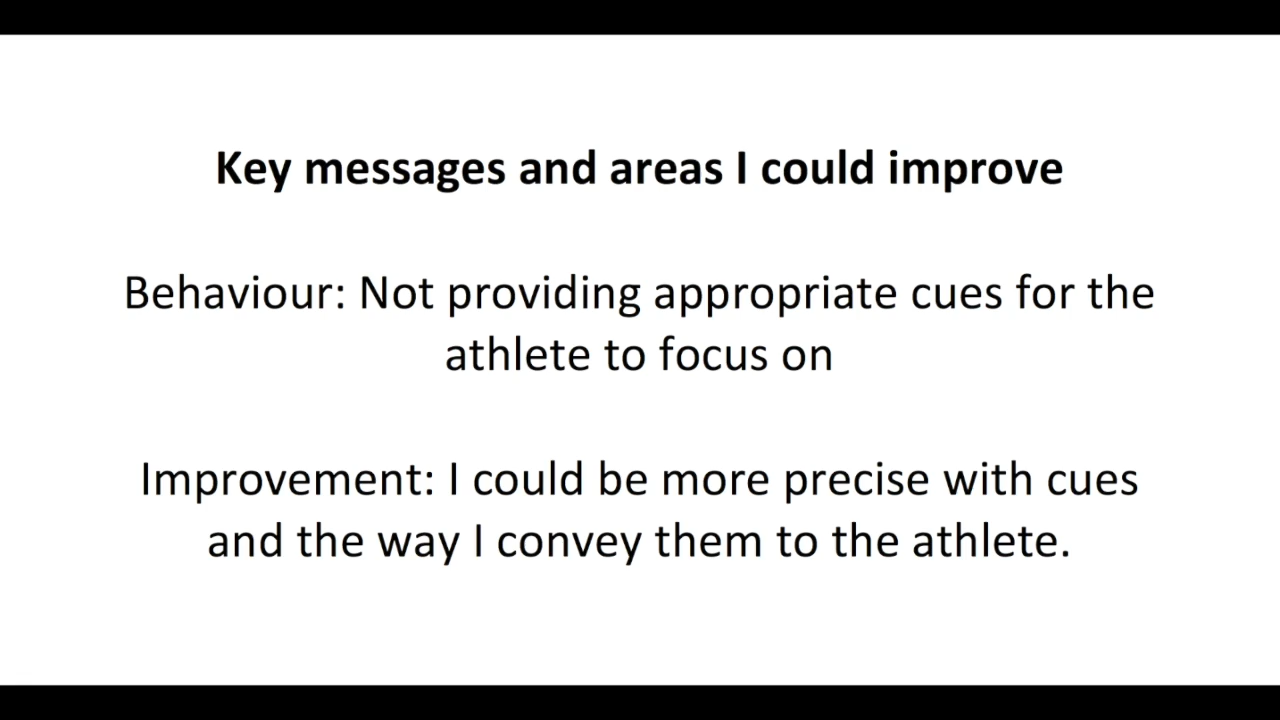 Key messages and areas I could improve
Behaviour: Not providing appropriate cues for the
athlete to focus on
Improvement: I could be more precise with cues
and the way I convey them to the athlete.